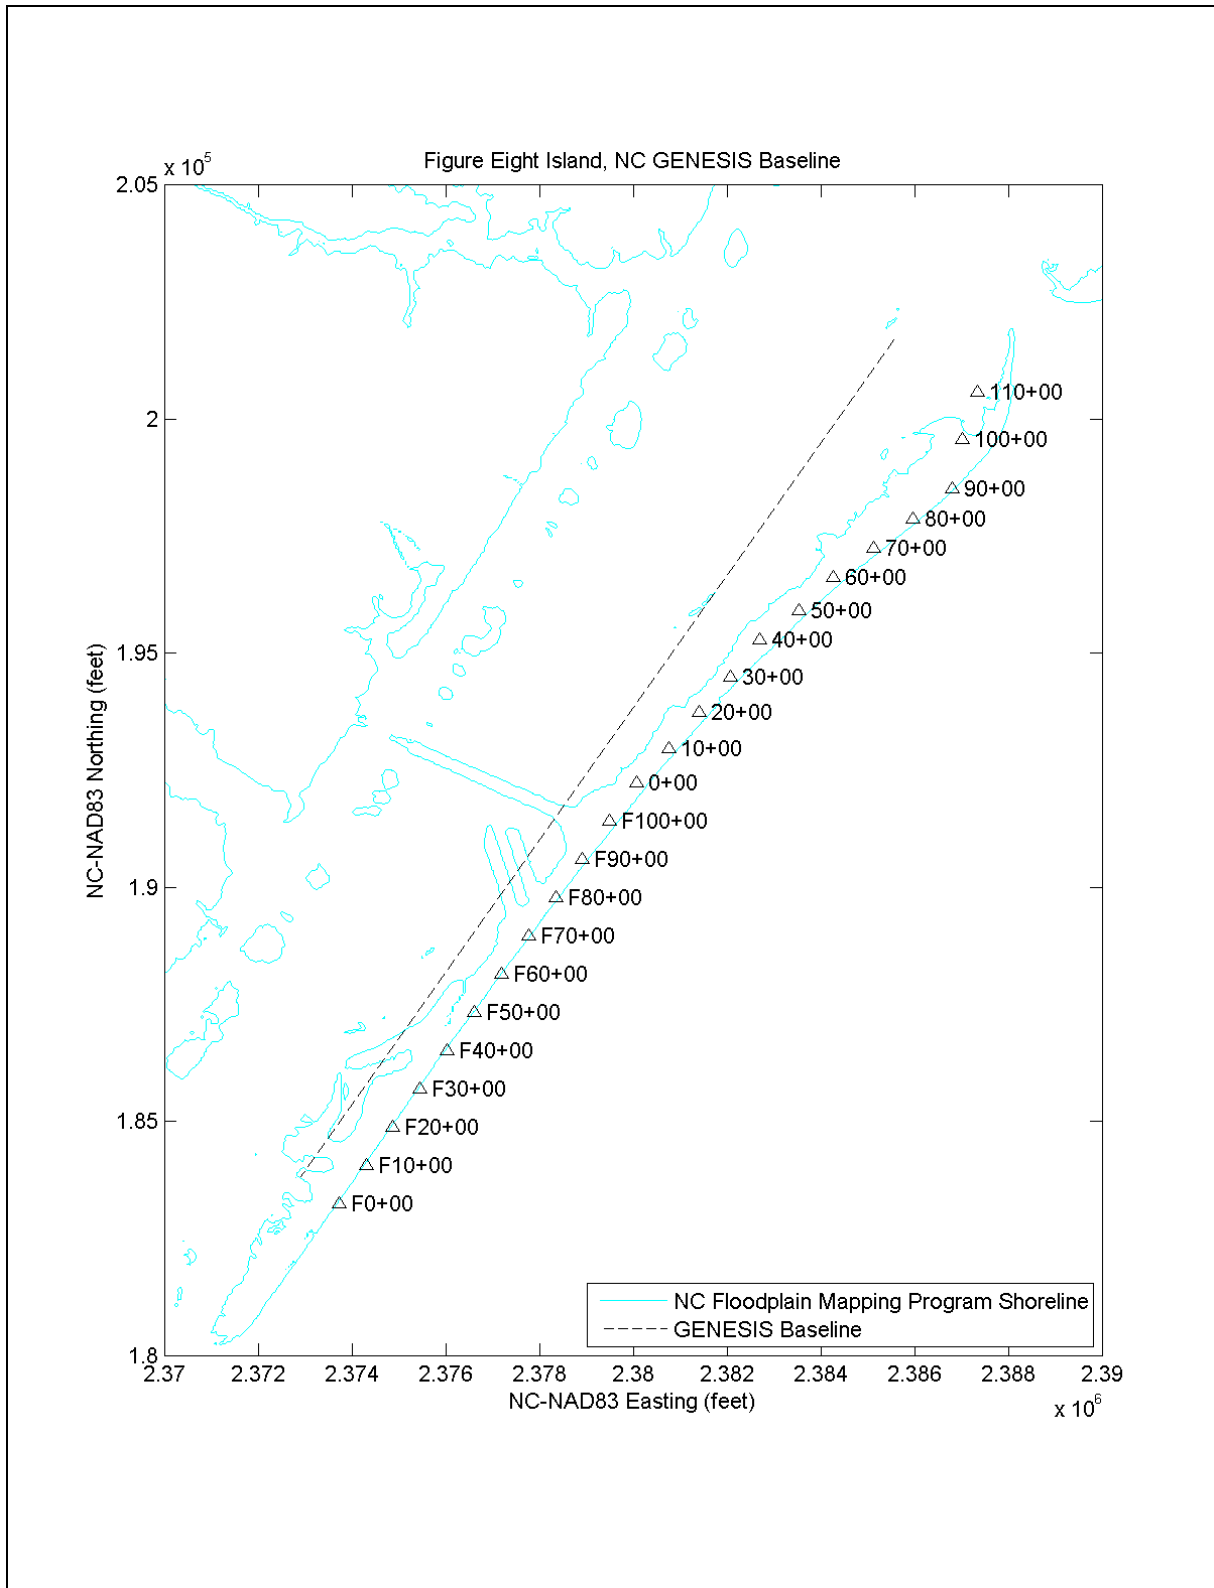 Figure Eight Island, NC GENESIS Baseline
x 10^5
2.05
2
1.95
1.9
1.85
1.8
NC-NAD83 Northing (feet)
110+00
100+00
90+00
80+00
70+00
60+00
50+00
40+00
30+00
20+00
10+00
0+00
F100+00
F90+00
F80+00
F70+00
F60+00
F50+00
F40+00
F30+00
F20+00
F10+00
F0+00
NC Floodplain Mapping Program Shoreline
GENESIS Baseline
2.37 2.372 2.374 2.376 2.378 2.38 2.382 2.384 2.386 2.388 2.39
NC-NAD83 Easting (feet)
x 10^6